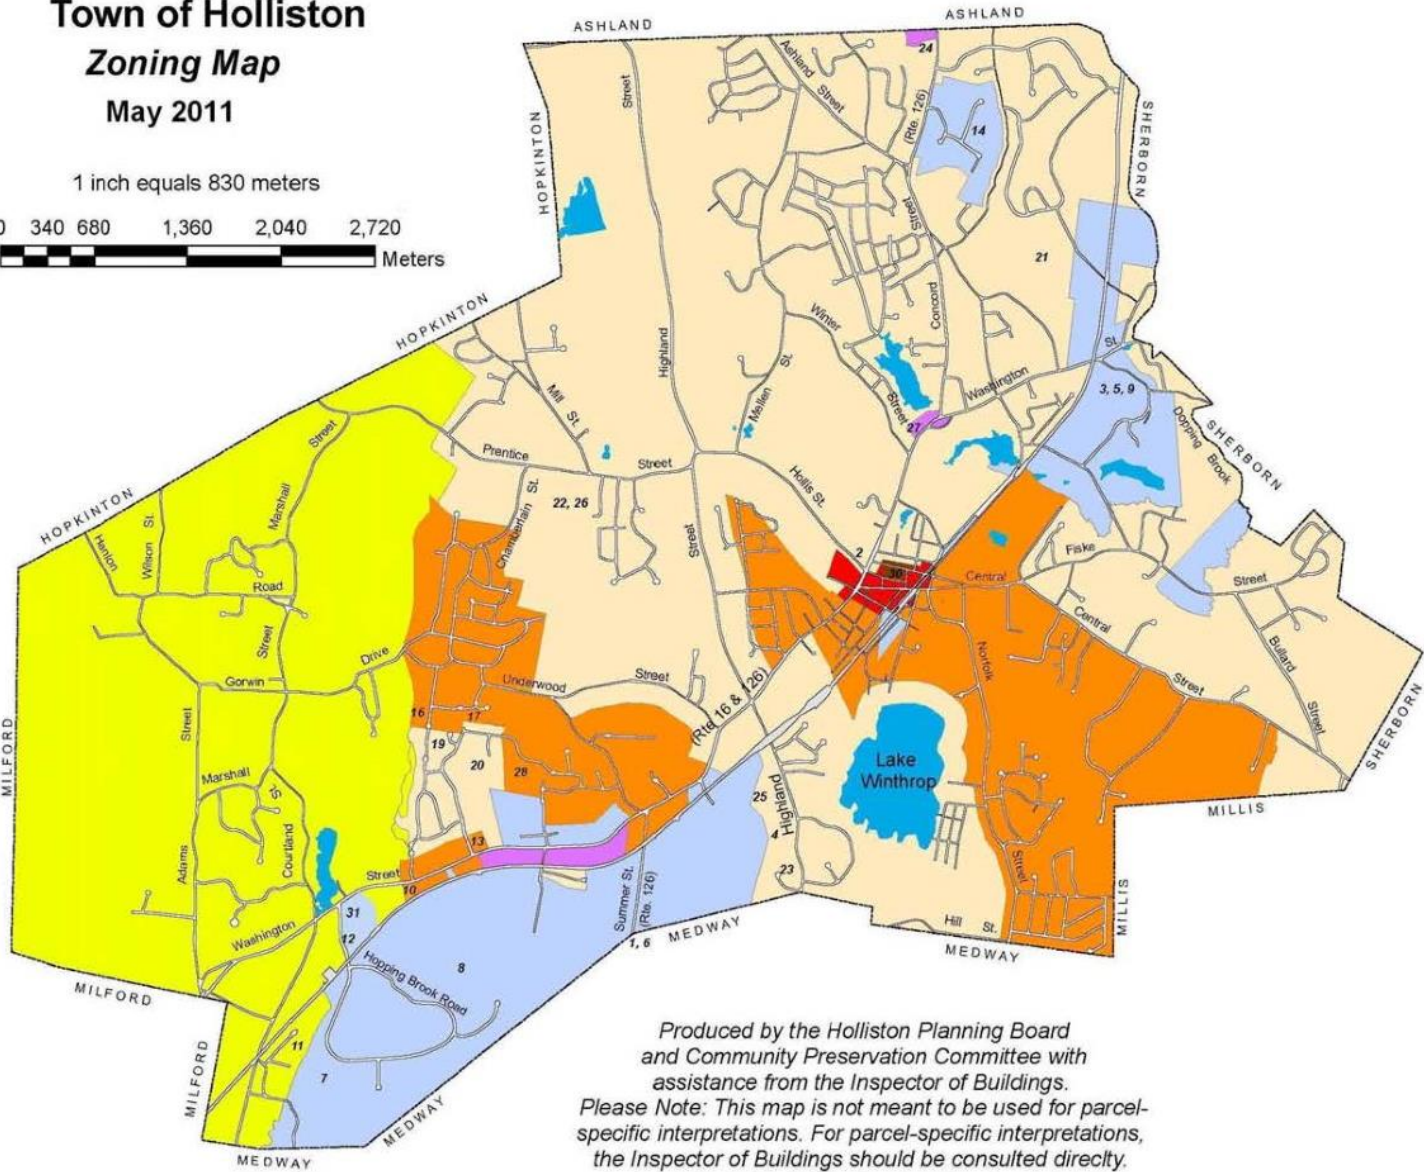 Town of Holliston
Zoning Map
May 2011
1 inch equals 830 meters
0 340 680 1,360 2,040 2,720
Meters
ASHLAND
ASHLAND
HOPKINTON
HOPKINTON
HOPKINTON
SHERBORN
SHERBORN
SHERBORN
MILLIS
MILLIS
MEDWAY
MEDWAY
MEDWAY
MEDWAY
MILFORD
MILFORD
MILFORD
Street
Ashland
Street
(Rte. 126)
24
14
Street
21
Concord
Winter
Highland
Mellen
St.
Street
27
Washington
St.
3, 5, 9
Dopping Brook
Mill St.
Prentice
Street
Hollis St.
22, 26
Street
Chamberlain St.
Street
Marshall
Hanlon
Wilson St.
Road
Street
Drive
Gorwin
2
30
Central
Fiske
Street
Central
Street
Bullard
Street
Norfolk
Underwood
Street
(Rte 16 & 126)
16
17
19
20
28
Lake
Winthrop
25
Highland
4
23
Marshall
St.
Courtland
Street
Adams
13
Street
10
31
12
Washington
Summer St.
(Rte. 126)
1, 6
8
Hopping Brook Road
Street
Hill St.
11
7
Produced by the Holliston Planning Board
and Community Preservation Committee with
assistance from the Inspector of Buildings.
Please Note: This map is not meant to be used for parcel-
specific interpretations. For parcel-specific interpretations,
the Inspector of Buildings should be consulted direclty.